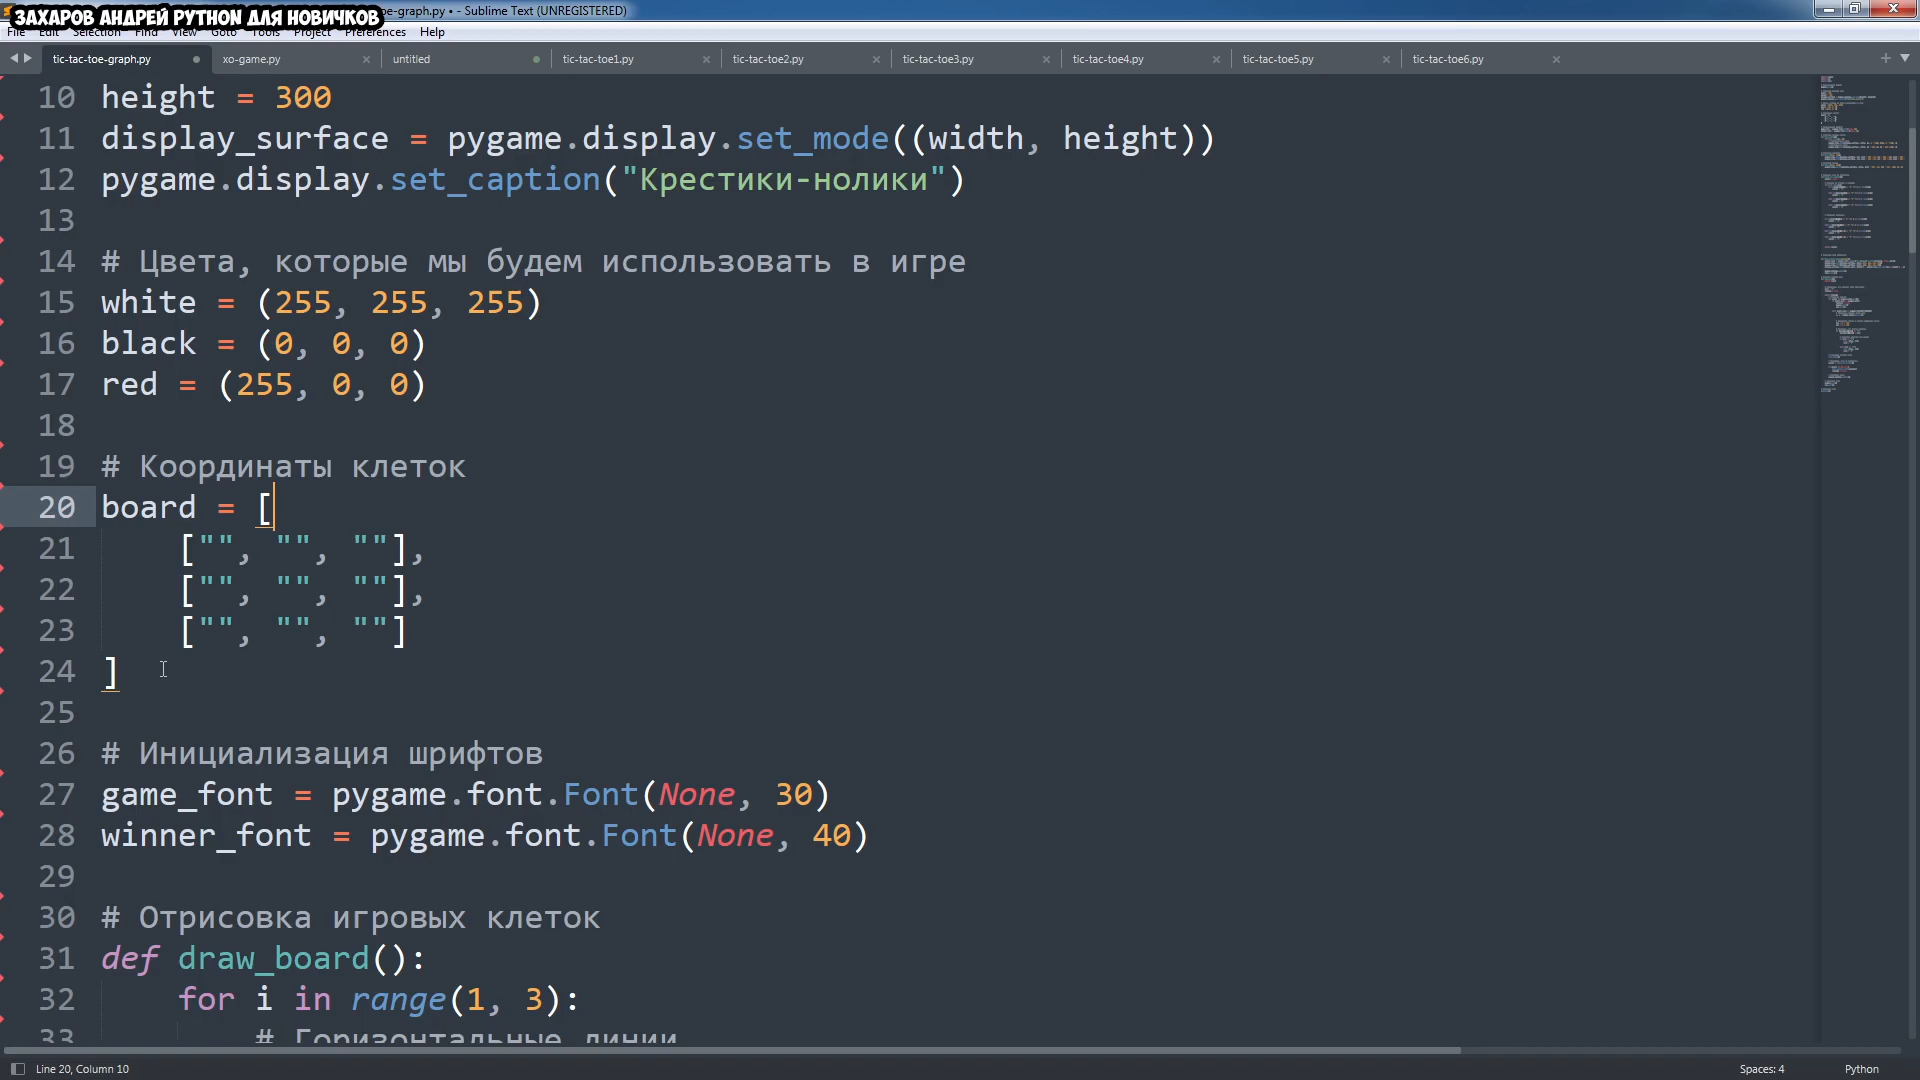 ЗАХАРОВ АНДРЕЙ PYTHON ДЛЯ НОВИЧКОВ
oe-graph.py • - Sublime Text (UNREGISTERED)
File Edit Selection Find View Goto Tools Project Preferences Help
tic-tac-toe-graph.py xo-game.py untitled tic-tac-toe1.py tic-tac-toe2.py tic-tac-toe3.py tic-tac-toe4.py tic-tac-toe5.py tic-tac-toe6.py
10 height = 300
11 display_surface = pygame.display.set_mode((width, height))
12 pygame.display.set_caption("Крестики-нолики")
13
14 # Цвета, которые мы будем использовать в игре
15 white = (255, 255, 255)
16 black = (0, 0, 0)
17 red = (255, 0, 0)
18
19 # Координаты клеток
20 board = [
21     ["", "", ""],
22     ["", "", ""],
23     ["", "", ""]
24 ]
25
26 # Инициализация шрифтов
27 game_font = pygame.font.Font(None, 30)
28 winner_font = pygame.font.Font(None, 40)
29
30 # Отрисовка игровых клеток
31 def draw_board():
32     for i in range(1, 3):
33         # Горизонтальные линии
Line 20, Column 10 Spaces: 4 Python